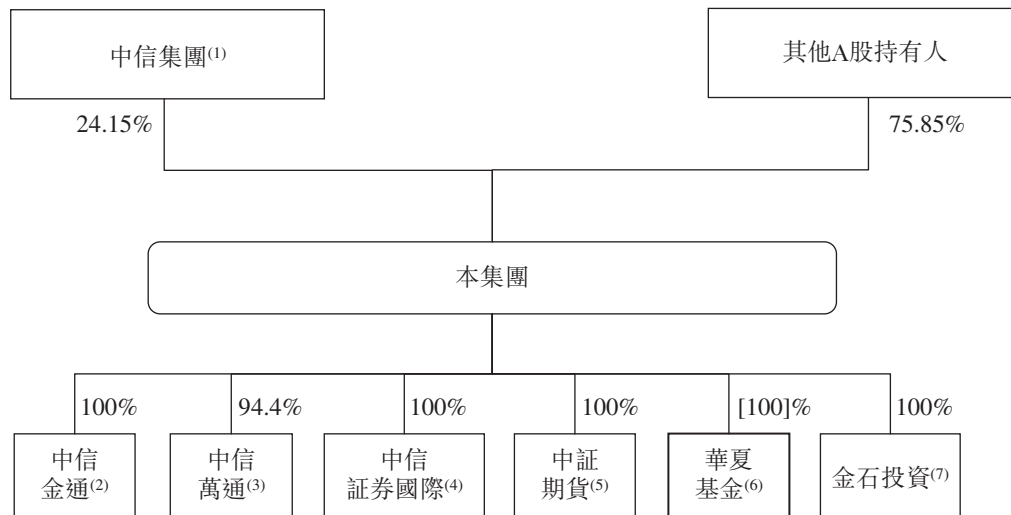 中信集團(1)
其他A股持有人
24.15%
75.85%
本集團
100%
94.4%
100%
100%
[100]%
100%
中信
金通(2)
中信
萬通(3)
中信
証券國際(4)
中証
期貨(5)
華夏
基金(6)
金石投資(7)